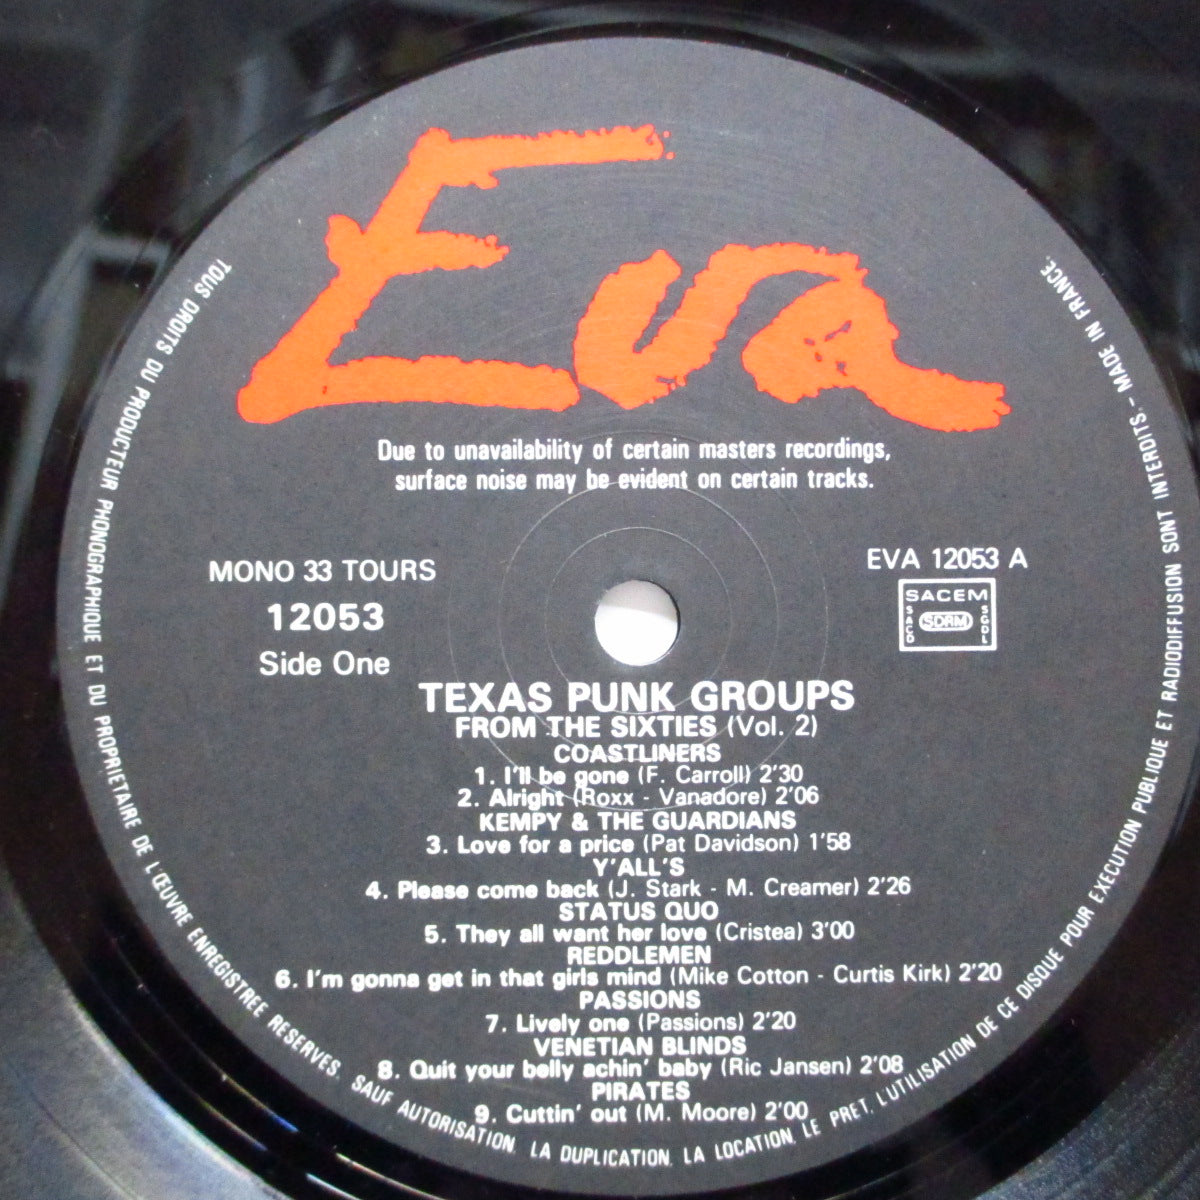 Eva
Due to unavailability of certain masters recordings,
surface noise may be evident on certain tracks.
MONO 33 TOURS
12053
Side One
EVA 12053 A
SACEM
SACD
SDRM
SGDL
TEXAS PUNK GROUPS
FROM THE SIXTIES (Vol. 2)
COASTLINERS
1. I'll be gone (F. Carroll) 2'30
2. Alright (Roxx - Vanadore) 2'06
KEMPY & THE GUARDIANS
3. Love for a price (Pat Davidson) 1'58
Y'ALL'S
4. Please come back (J. Stark - M. Creamer) 2'26
STATUS QUO
5. They all want her love (Cristea) 3'00
REDDLEMEN
6. I'm gonna get in that girls mind (Mike Cotton - Curtis Kirk) 2'20
PASSIONS
7. Lively one (Passions) 2'20
VENETIAN BLINDS
8. Quit your belly achin' baby (Ric Jansen) 2'08
PIRATES
9. Cuttin' out (M. Moore) 2'00
TOUS DROITS DU PRODUCTEUR PHONOGRAPHIQUE ET DU PROPRIETAIRE DE L'ŒUVRE ENREGISTREE RESERVES. SAUF AUTORISATION, LA DUPLICATION, LA LOCATION, LE PRET, L'UTILISATION DE CE DISQUE POUR EXECUTION PUBLIQUE ET RADIODIFFUSION SONT INTERDITS. - MADE IN FRANCE.